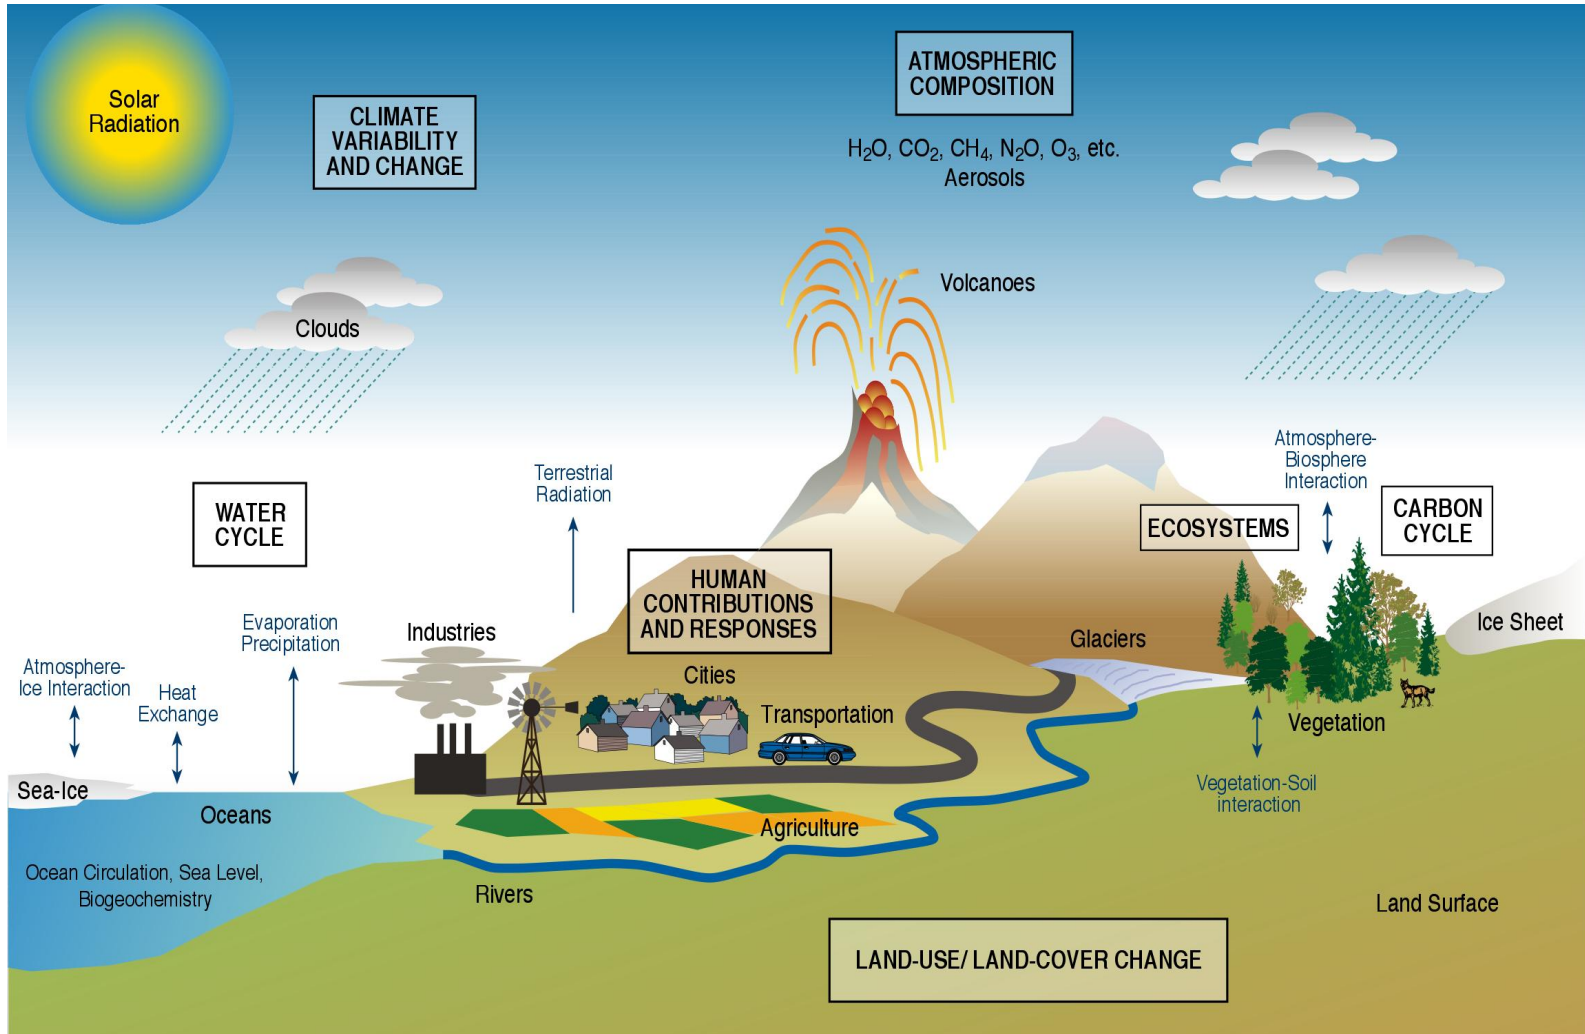 Solar
Radiation
CLIMATE
VARIABILITY
AND CHANGE
ATMOSPHERIC
COMPOSITION
H₂O, CO₂, CH₄, N₂O, O₃, etc.
Aerosols
Volcanoes
Clouds
Terrestrial
Radiation
Atmosphere-
Biosphere
Interaction
WATER
CYCLE
ECOSYSTEMS
CARBON
CYCLE
HUMAN
CONTRIBUTIONS
AND RESPONSES
Evaporation
Precipitation
Industries
Glaciers
Ice Sheet
Atmosphere-
Ice Interaction
Heat
Exchange
Cities
Transportation
Vegetation
Sea-Ice
Oceans
Vegetation-Soil
interaction
Agriculture
Ocean Circulation, Sea Level,
Biogeochemistry
Rivers
Land Surface
LAND-USE/ LAND-COVER CHANGE